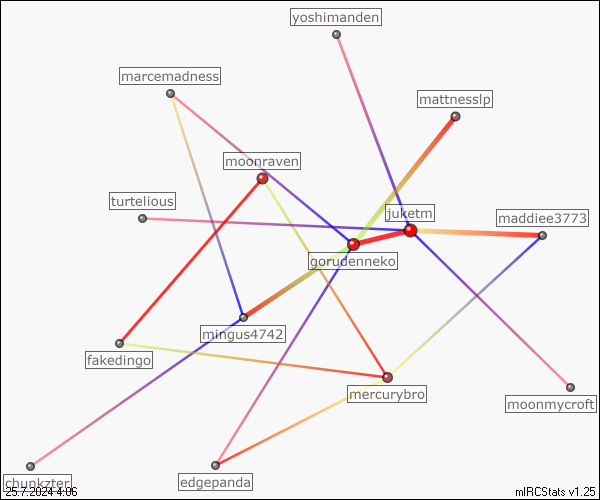 yoshimanden
marcemadness
mattnesslp
moonraven
turtelious
juketm
maddiee3773
gorudenneko
mingus4742
fakedingo
mercurybro
moonmycroft
chunkzter
edgepanda
25.7.2024 4:06
mIRCStats v1.25